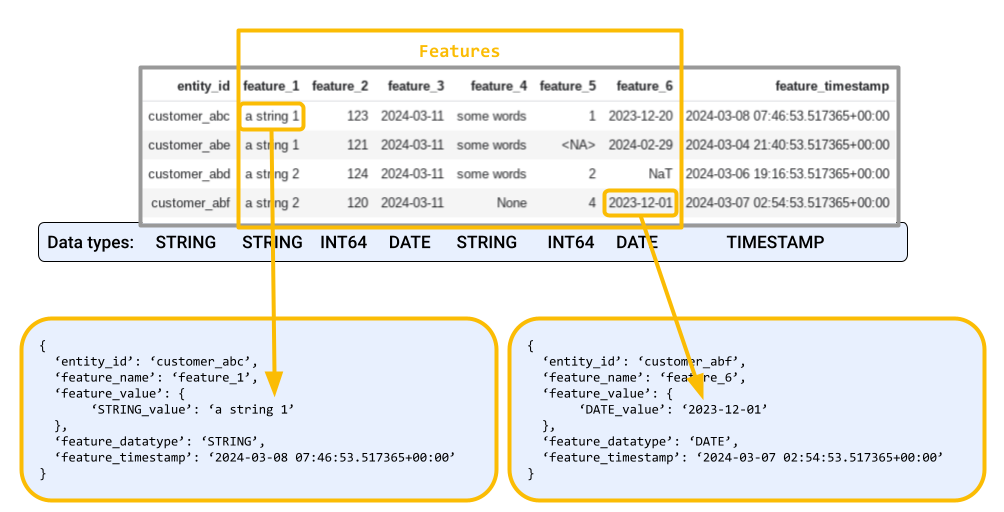 Features
entity_id feature_1 feature_2 feature_3 feature_4 feature_5 feature_6 feature_timestamp
customer_abc a string 1 123 2024-03-11 some words 1 2023-12-20 2024-03-08 07:46:53.517365+00:00
customer_abe a string 1 121 2024-03-11 some words <NA> 2024-02-29 2024-03-04 21:40:53.517365+00:00
customer_abd a string 2 124 2024-03-11 some words 2 NaT 2024-03-06 19:16:53.517365+00:00
customer_abf a string 2 120 2024-03-11 None 4 2023-12-01 2024-03-07 02:54:53.517365+00:00
Data types: STRING STRING INT64 DATE STRING INT64 DATE TIMESTAMP
{
‘entity_id’: ‘customer_abc’,
‘feature_name’: ‘feature_1’,
‘feature_value’: {
‘STRING_value’: ‘a string 1’
},
‘feature_datatype’: ‘STRING’,
‘feature_timestamp’: ‘2024-03-08 07:46:53.517365+00:00’
}
{
‘entity_id’: ‘customer_abf’,
‘feature_name’: ‘feature_6’,
‘feature_value’: {
‘DATE_value’: ‘2023-12-01’
},
‘feature_datatype’: ‘DATE’,
‘feature_timestamp’: ‘2024-03-07 02:54:53.517365+00:00’
}